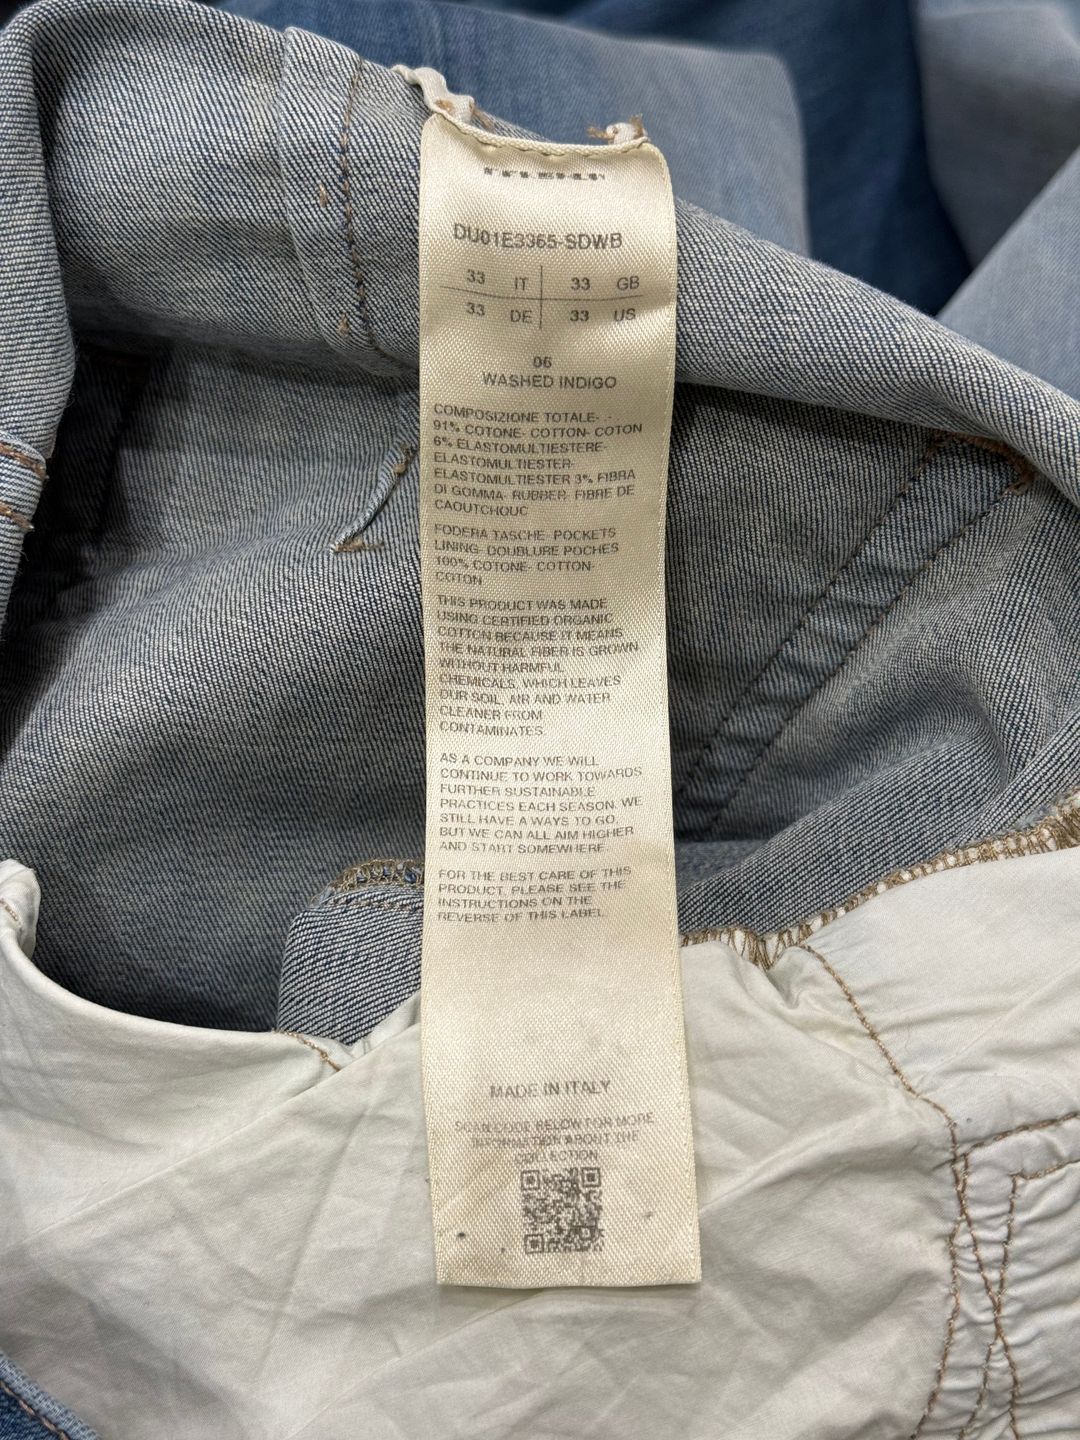 DU01E3365-SDWB
33 IT 33 GB
33 DE 33 US
06
WASHED INDIGO
COMPOSIZIONE TOTALE- - .
91% COTONE- COTTON- COTON
6% ELASTOMULTIESTERE-
ELASTOMULTIESTER-
ELASTOMULTIESTER 3% FIBRA
DI GOMMA- RUBBER- FIBRE DE
CAOUTCHOUC
FODERA TASCHE- POCKETS
LINING- DOUBLURE POCHES
100% COTONE- COTTON-
COTON
THIS PRODUCT WAS MADE
USING CERTIFIED ORGANIC
COTTON BECAUSE IT MEANS
THE NATURAL FIBER IS GROWN
WITHOUT HARMFUL
CHEMICALS, WHICH LEAVES
OUR SOIL, AIR AND WATER
CLEANER FROM
CONTAMINATES.
AS A COMPANY WE WILL
CONTINUE TO WORK TOWARDS
FURTHER SUSTAINABLE
PRACTICES EACH SEASON. WE
STILL HAVE A WAYS TO GO,
BUT WE CAN ALL AIM HIGHER
AND START SOMEWHERE.
FOR THE BEST CARE OF THIS
PRODUCT, PLEASE SEE THE
INSTRUCTIONS ON THE
REVERSE OF THIS LABEL.
MADE IN ITALY
SCAN CODE BELOW FOR MORE
INFORMATION ABOUT THE
COLLECTION